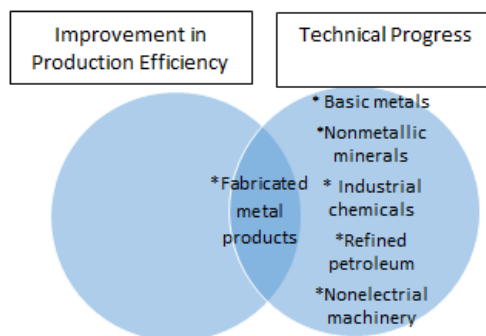 Improvement in
Production Efficiency
Technical Progress
* Basic metals
*Nonmetallic
minerals
* Industrial
chemicals
*Refined
petroleum
*Nonelectrial
machinery
*Fabricated
metal
products